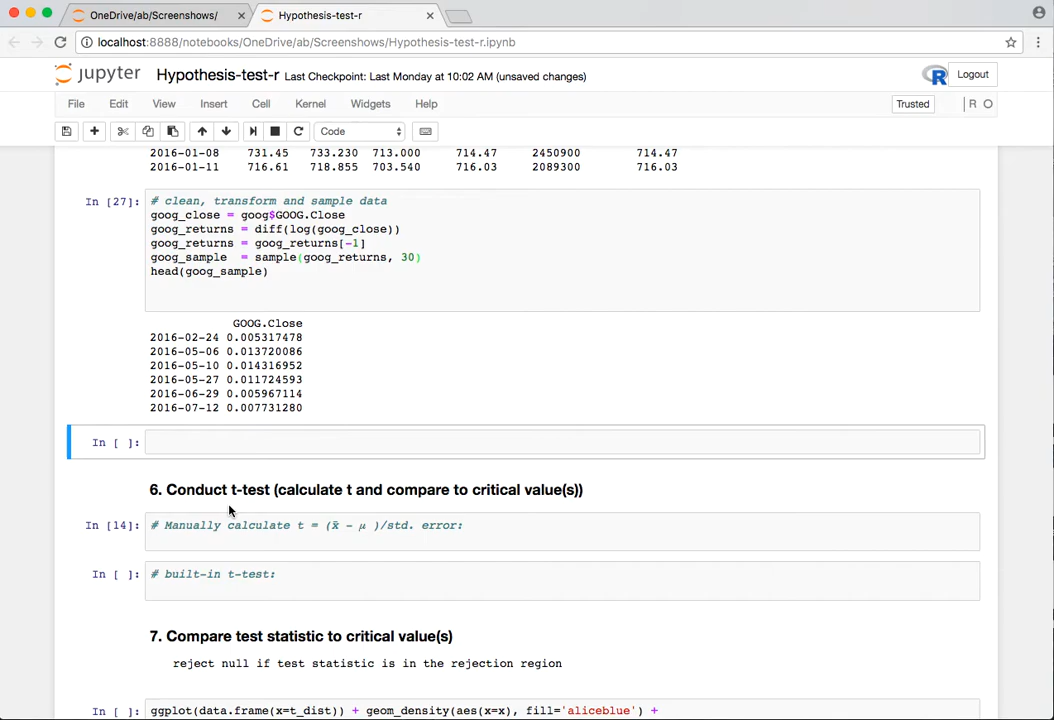 OneDrive/ab/Screenshows/
Hypothesis-test-r
localhost:8888/notebooks/OneDrive/ab/Screenshows/Hypothesis-test-r.ipynb
jupyter Hypothesis-test-r Last Checkpoint: Last Monday at 10:02 AM (unsaved changes)
R Logout
File Edit View Insert Cell Kernel Widgets Help Trusted R
Code
2016-01-08 731.45 733.230 713.000 714.47 2450900 714.47
2016-01-11 716.61 718.855 703.540 716.03 2089300 716.03
In [27]: # clean, transform and sample data
goog_close = goog$GOOG.Close
goog_returns = diff(log(goog_close))
goog_returns = goog_returns[-1]
goog_sample = sample(goog_returns, 30)
head(goog_sample)
GOOG.Close
2016-02-24 0.005317478
2016-05-06 0.013720086
2016-05-10 0.014316952
2016-05-27 0.011724593
2016-06-29 0.005967114
2016-07-12 0.007731280
In [ ]:
6. Conduct t-test (calculate t and compare to critical value(s))
In [14]: # Manually calculate t = (x̄ - μ )/std. error:
In [ ]: # built-in t-test:
7. Compare test statistic to critical value(s)
reject null if test statistic is in the rejection region
In [ ]: ggplot(data.frame(x=t_dist)) + geom_density(aes(x=x), fill='aliceblue') +